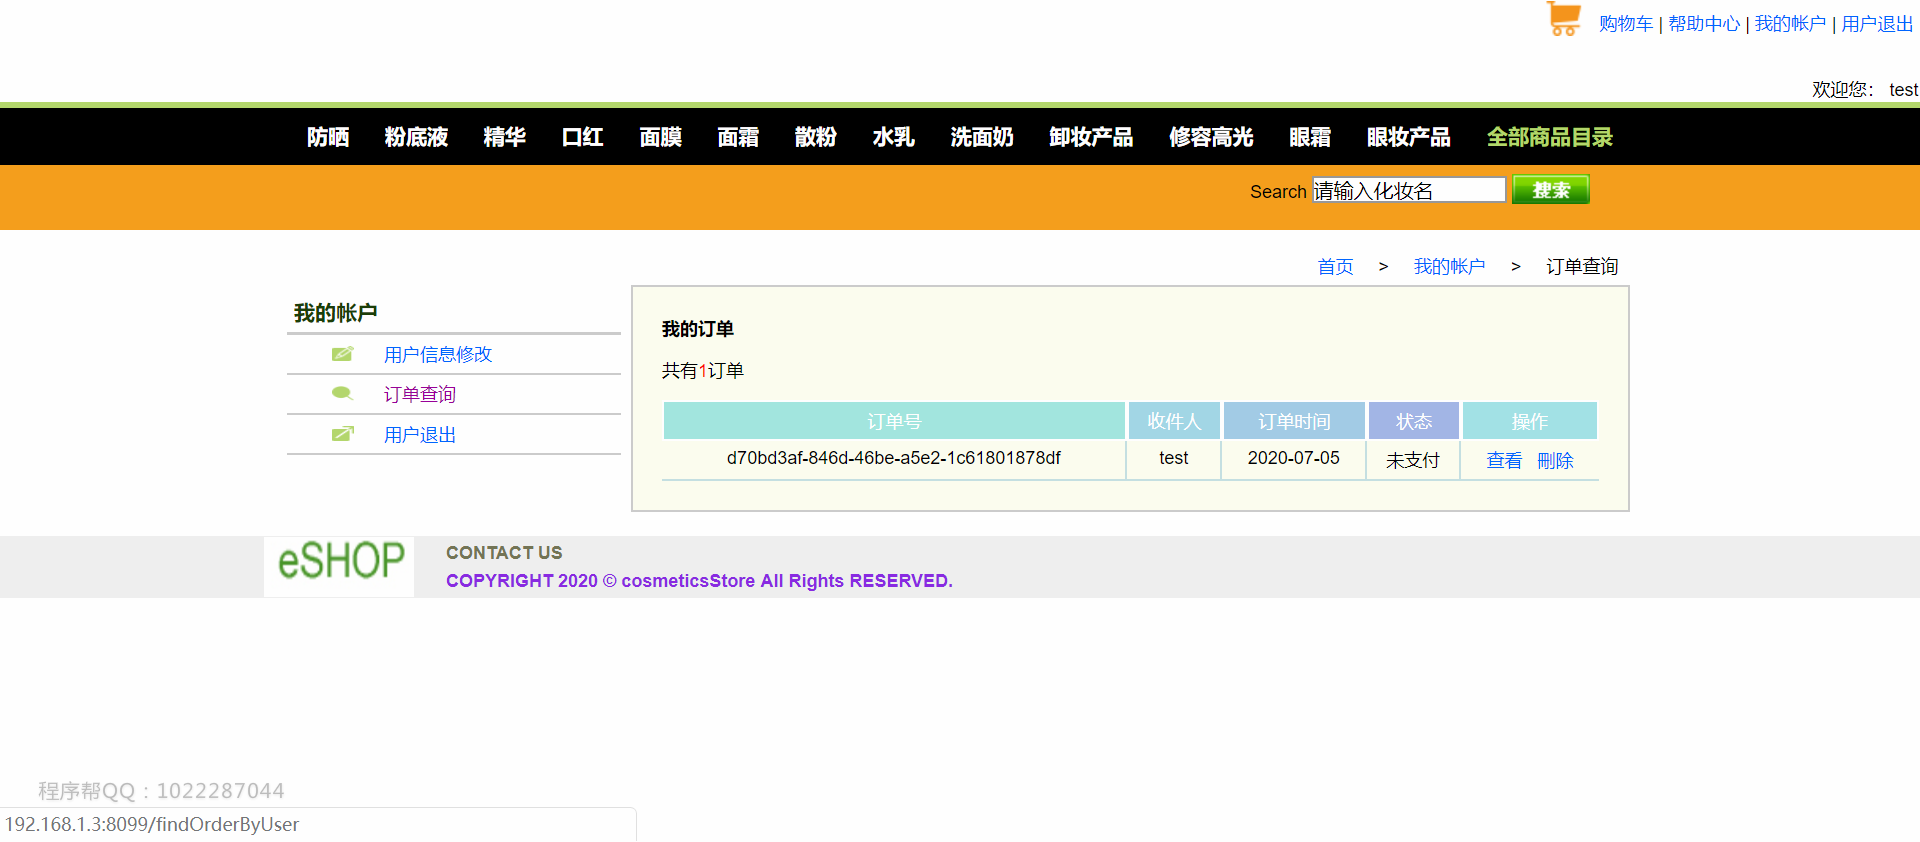 购物车 | 帮助中心 | 我的帐户 | 用户退出
欢迎您： test
防晒 粉底液 精华 口红 面膜 面霜 散粉 水乳 洗面奶 卸妆产品 修容高光 眼霜 眼妆产品 全部商品目录
Search 请输入化妆名 搜索
首页 > 我的帐户 > 订单查询
我的帐户
用户信息修改
订单查询
用户退出
我的订单
共有1订单
订单号 收件人 订单时间 状态 操作
d70bd3af-846d-46be-a5e2-1c61801878df test 2020-07-05 未支付 查看 刪除
eSHOP
CONTACT US
COPYRIGHT 2020 © cosmeticsStore All Rights RESERVED.
程序帮QQ：1022287044
192.168.1.3:8099/findOrderByUser